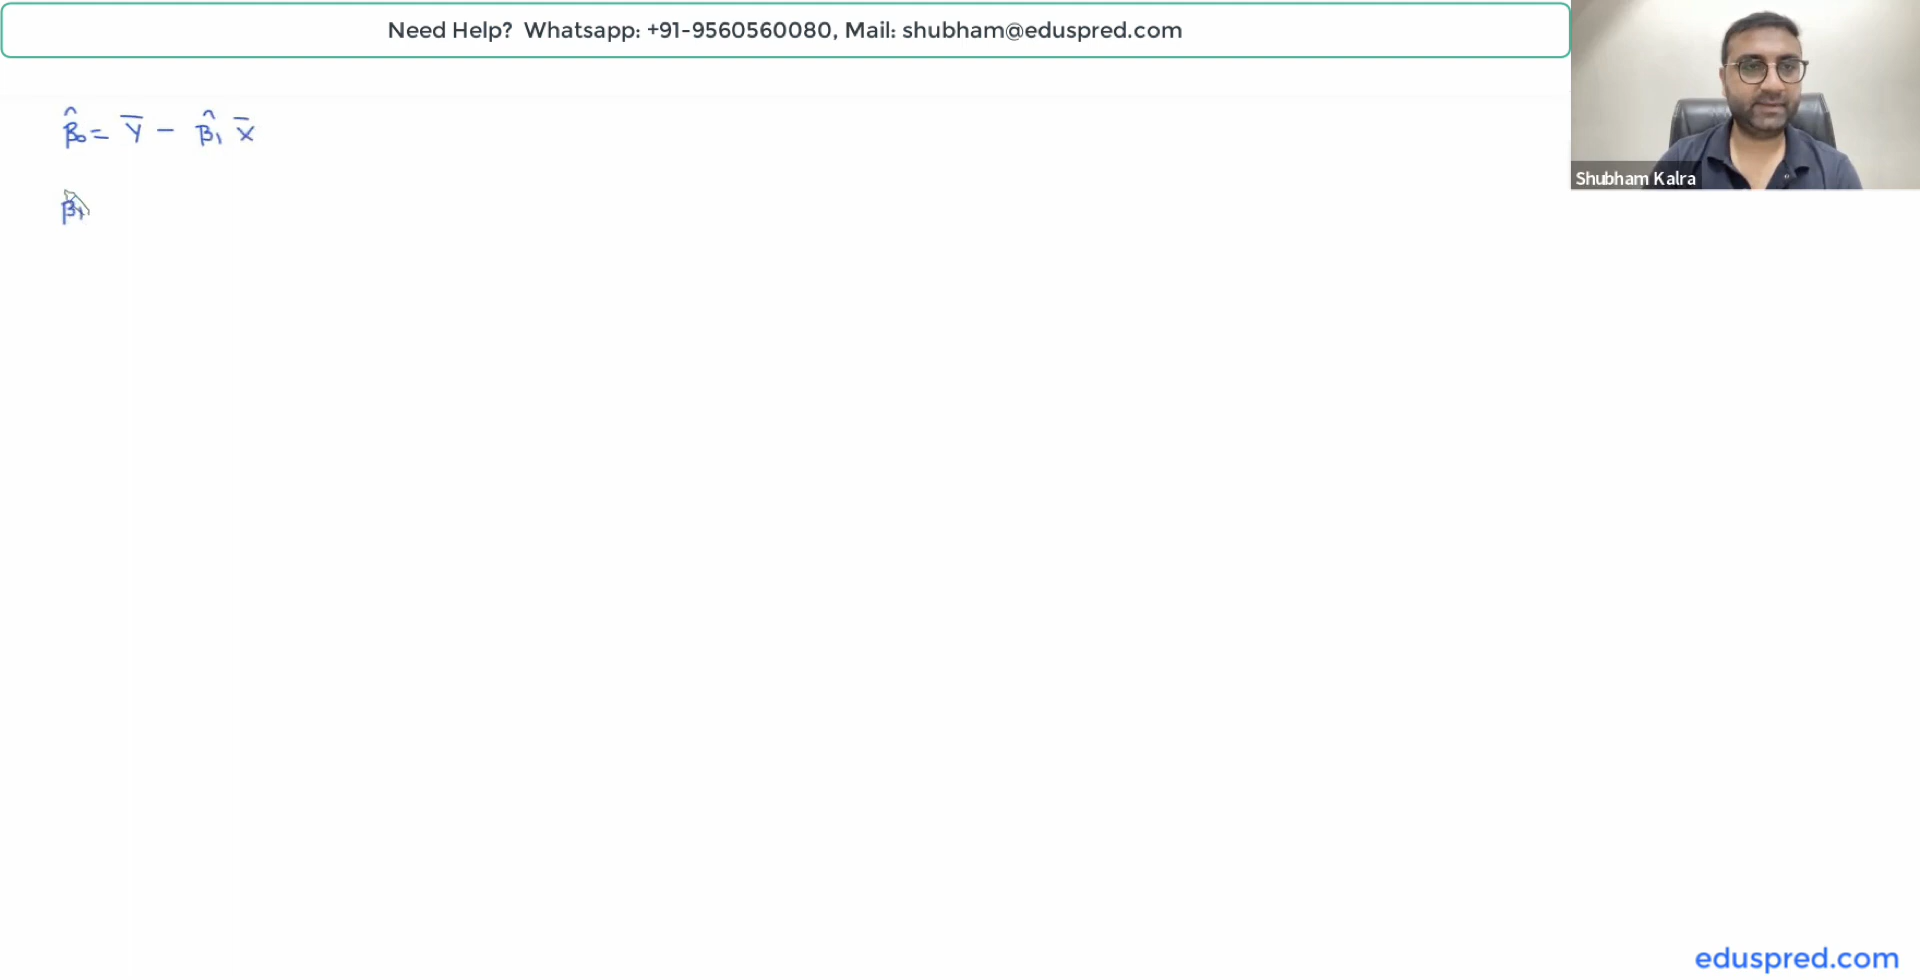 Need Help? Whatsapp: +91-9560560080, Mail: shubham@eduspred.com
Shubham Kalra
β̂₀ = Ȳ − β̂₁ X̄
β₁
eduspred.com